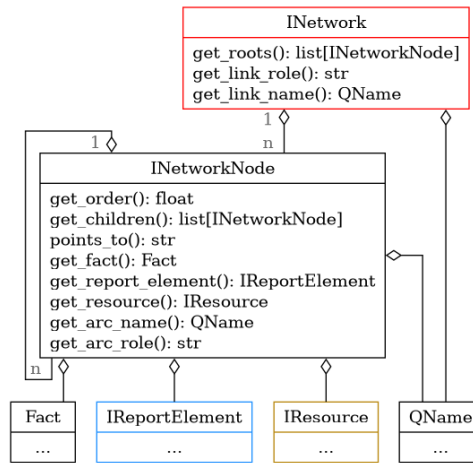 INetwork
get_roots(): list[INetworkNode]
get_link_role(): str
get_link_name(): QName
1
n
1
INetworkNode
get_order(): float
get_children(): list[INetworkNode]
points_to(): str
get_fact(): Fact
get_report_element(): IReportElement
get_resource(): IResource
get_arc_name(): QName
get_arc_role(): str
n
Fact
...
IReportElement
...
IResource
...
QName
...